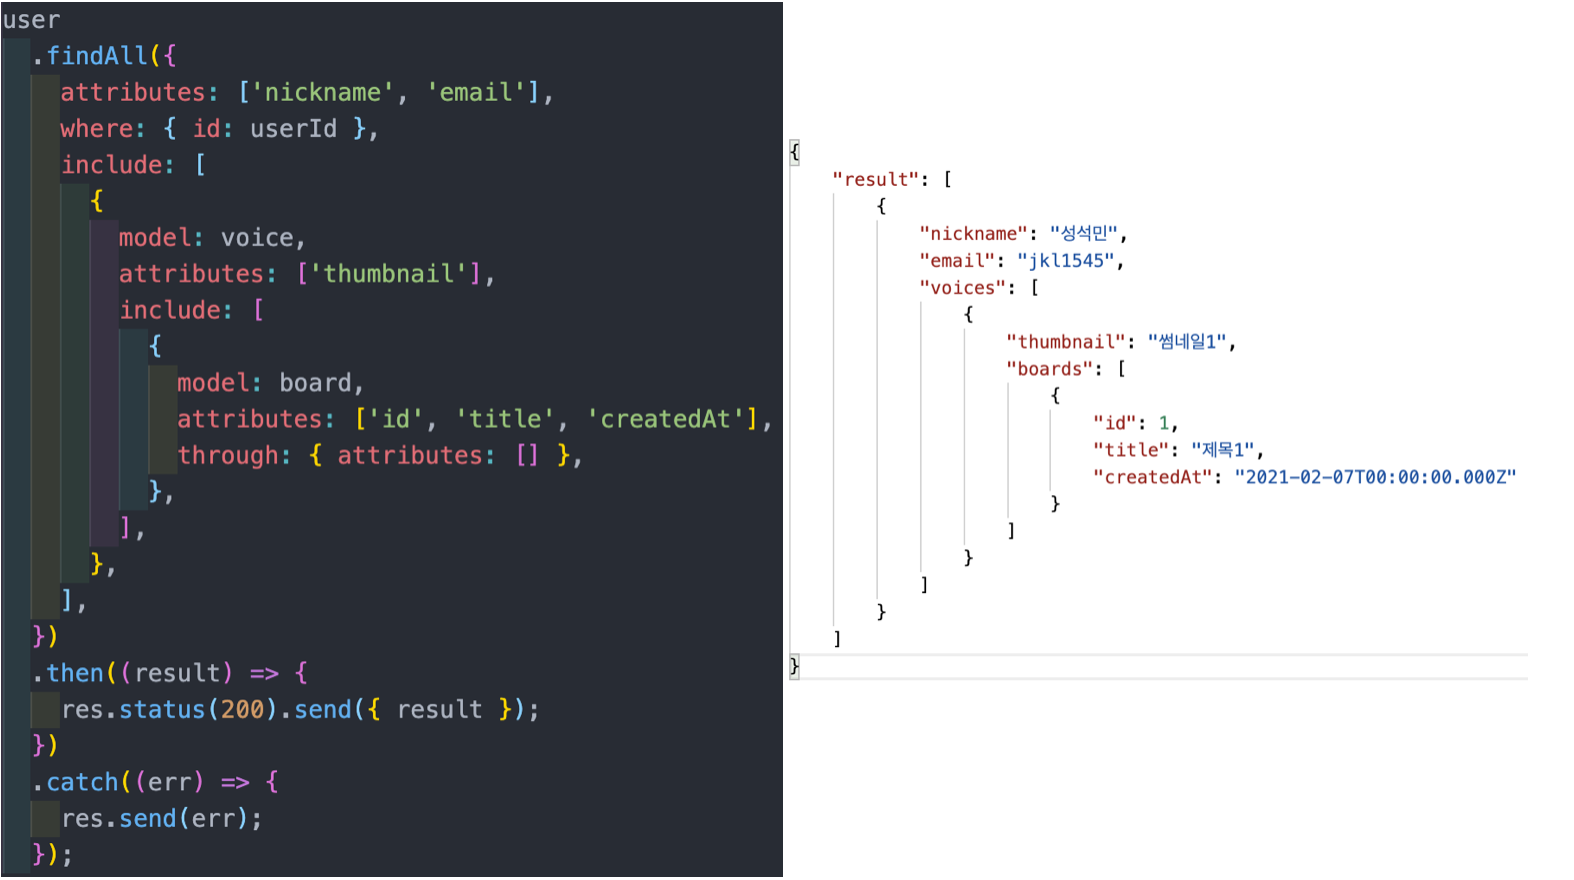 user
.findAll({
attributes: ['nickname', 'email'],
where: { id: userId },
include: [
{
model: voice,
attributes: ['thumbnail'],
include: [
{
model: board,
attributes: ['id', 'title', 'createdAt'],
through: { attributes: [] },
},
],
},
],
})
.then((result) => {
res.status(200).send({ result });
})
.catch((err) => {
res.send(err);
});
{
"result": [
{
"nickname": "성석민",
"email": "jkl1545",
"voices": [
{
"thumbnail": "썸네일1",
"boards": [
{
"id": 1,
"title": "제목1",
"createdAt": "2021-02-07T00:00:00.000Z"
}
]
}
]
}
]
}